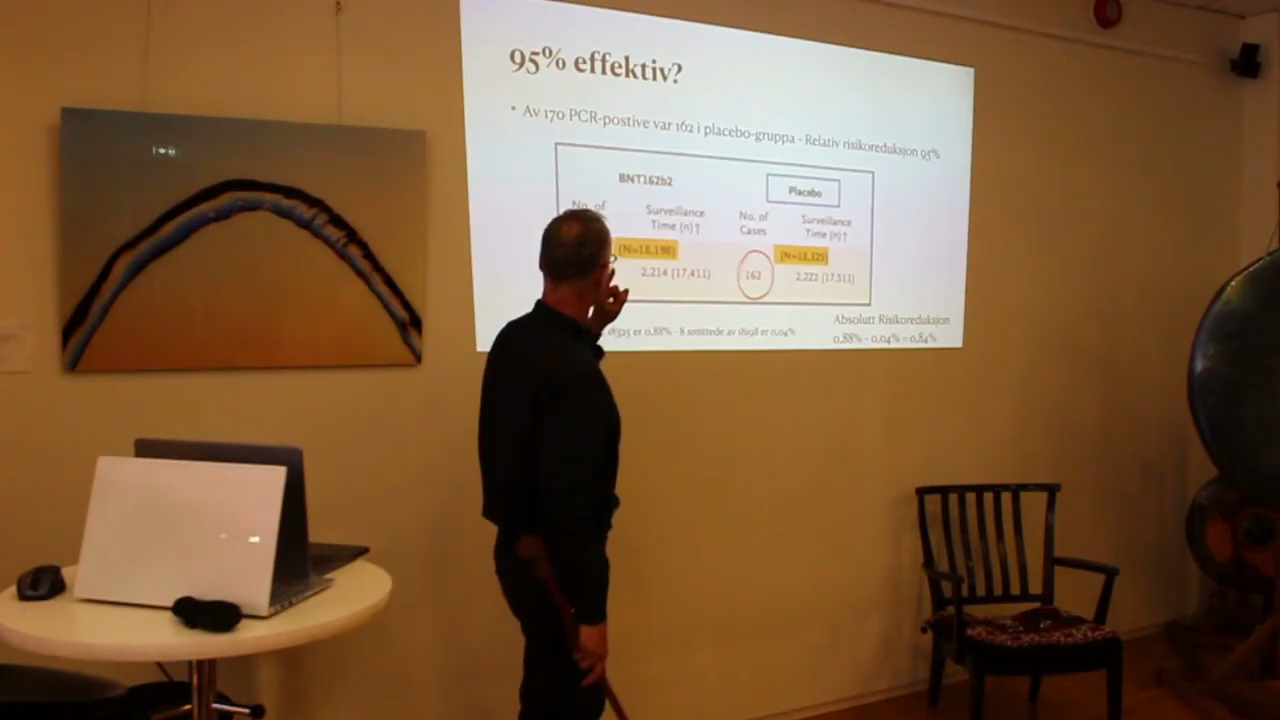 95% effektiv?
• Av 170 PCR-postive var 162 i placebo-gruppa - Relativ risikoreduksjon 95%
BNT162b2 Placebo
No. of Surveillance No. of Surveillance
Time (n)† Cases Time (n)†
(N=18,198) (N=18,325)
2.214 (17,411) 162 2.222 (17,511)
18325 er 0,88% - 8 smittede av 18198 er 0,04%
Absolutt Risikoreduksjon
0,88% - 0,04% = 0,84%